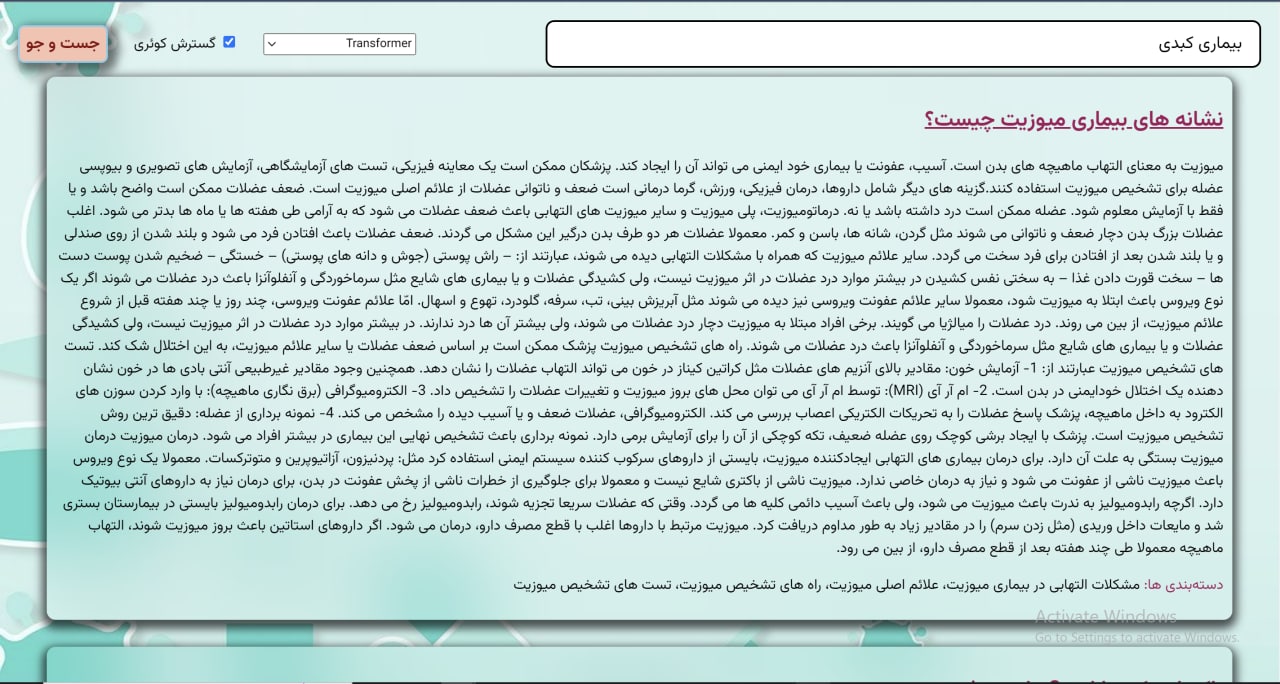 بیماری کبدی
Transformer
گسترش کوئری
جست و جو
نشانه های بیماری میوزیت چیست؟
میوزیت به معنای التهاب ماهیچه های بدن است. آسیب، عفونت یا بیماری خود ایمنی می تواند آن را ایجاد کند. پزشکان ممکن است یک معاینه فیزیکی، تست های آزمایشگاهی، آزمایش های تصویری و بیوپسی
عضله برای تشخیص میوزیت استفاده کنند.گزینه های دیگر شامل داروها، درمان فیزیکی، ورزش، گرما درمانی است ضعف و ناتوانی عضلات از علائم اصلی میوزیت است. ضعف عضلات ممکن است واضح باشد و یا
فقط با آزمایش معلوم شود. عضله ممکن است درد داشته باشد یا نه. درماتومیوزیت، پلی میوزیت و سایر میوزیت های التهابی باعث ضعف عضلات می شود که به آرامی طی هفته ها یا ماه ها بدتر می شود. اغلب
عضلات بزرگ بدن دچار ضعف و ناتوانی می شوند مثل گردن، شانه ها، باسن و کمر. معمولا عضلات هر دو طرف بدن درگیر این مشکل می گردند. ضعف عضلات باعث افتادن فرد می شود و بلند شدن از روی صندلی
و یا بلند شدن بعد از افتادن برای فرد سخت می گردد. سایر علائم میوزیت که همراه با مشکلات التهابی دیده می شوند، عبارتند از: – راش پوستی (جوش و دانه های پوستی) – خستگی – ضخیم شدن پوست دست
ها – سخت قورت دادن غذا – به سختی نفس کشیدن در بیشتر موارد درد عضلات در اثر میوزیت نیست، ولی کشیدگی عضلات و یا بیماری های شایع مثل سرماخوردگی و آنفلوآنزا باعث درد عضلات می شوند اگر یک
نوع ویروس باعث ابتلا به میوزیت شود، معمولا سایر علائم عفونت ویروسی نیز دیده می شوند مثل آبریزش بینی، تب، سرفه، گلودرد، تهوع و اسهال. امّا علائم عفونت ویروسی، چند روز یا چند هفته قبل از شروع
علائم میوزیت، از بین می روند. درد عضلات را میالژیا می گویند. برخی افراد مبتلا به میوزیت دچار درد عضلات می شوند، ولی بیشتر آن ها درد ندارند. در بیشتر موارد درد عضلات در اثر میوزیت نیست، ولی کشیدگی
عضلات و یا بیماری های شایع مثل سرماخوردگی و آنفلوآنزا باعث درد عضلات می شوند. راه های تشخیص میوزیت پزشک ممکن است بر اساس ضعف عضلات یا سایر علائم میوزیت، به این اختلال شک کند. تست
های تشخیص میوزیت عبارتند از: 1- آزمایش خون: مقادیر بالای آنزیم های عضلات مثل کراتین کیناز در خون می تواند التهاب عضلات را نشان دهد. همچنین وجود مقادیر غیرطبیعی آنتی بادی ها در خون نشان
دهنده یک اختلال خودایمنی در بدن است. 2- ام آر آی (MRI): توسط ام آر آی می توان محل های بروز میوزیت و تغییرات عضلات را تشخیص داد. 3- الکترومیوگرافی (برق نگاری ماهیچه): با وارد کردن سوزن های
الکترود به داخل ماهیچه، پزشک پاسخ عضلات را به تحریکات الکتریکی اعصاب بررسی می کند. الکترومیوگرافی، عضلات ضعف و یا آسیب دیده را مشخص می کند. 4- نمونه برداری از عضله: دقیق ترین روش
تشخیص میوزیت است. پزشک با ایجاد برشی کوچک روی عضله ضعیف، تکه کوچکی از آن را برای آزمایش برمی دارد. نمونه برداری باعث تشخیص نهایی این بیماری در بیشتر افراد می شود. درمان میوزیت درمان
میوزیت بستگی به علت آن دارد. برای درمان بیماری های التهابی ایجادکننده میوزیت، بایستی از داروهای سرکوب کننده سیستم ایمنی استفاده کرد مثل: پردنیزون، آزاتیوپرین و متوترکسات. معمولا یک نوع ویروس
باعث میوزیت ناشی از عفونت می شود و نیاز به درمان خاصی ندارد. میوزیت ناشی از باکتری شایع نیست و معمولا برای جلوگیری از خطرات ناشی از پخش عفونت در بدن، برای درمان نیاز به داروهای آنتی بیوتیک
دارد. اگرچه رابدومیولیز به ندرت باعث میوزیت می شود، ولی باعث آسیب دائمی کلیه ها می گردد. وقتی که عضلات سریعا تجزیه شوند، رابدومیولیز رخ می دهد. برای درمان رابدومیولیز بایستی در بیمارستان بستری
شد و مایعات داخل وریدی (مثل زدن سرم) را در مقادیر زیاد به طور مداوم دریافت کرد. میوزیت مرتبط با داروها اغلب با قطع مصرف دارو، درمان می شود. اگر داروهای استاتین باعث بروز میوزیت شوند، التهاب
ماهیچه معمولا طی چند هفته بعد از قطع مصرف دارو، از بین می رود.
دسته‌بندی ها: مشکلات التهابی در بیماری میوزیت، علائم اصلی میوزیت، راه های تشخیص میوزیت، تست های تشخیص میوزیت
Activate Windows
Go to Settings to activate Windows.